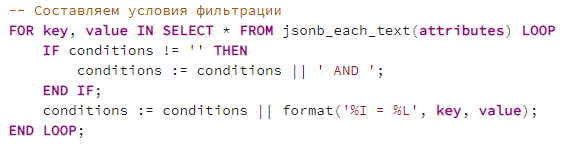 -- Составляем условия фильтрации
FOR key, value IN SELECT * FROM jsonb_each_text(attributes) LOOP
    IF conditions != '' THEN
        conditions := conditions || ' AND ';
    END IF;
    conditions := conditions || format('%I = %L', key, value);
END LOOP;